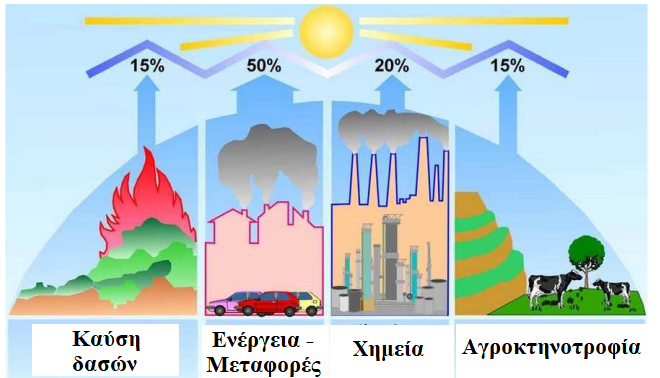 15%
50%
20%
15%
Καύση
δασών
Ενέργεια -
Μεταφορές
Χημεία
Αγροκτηνοτροφία